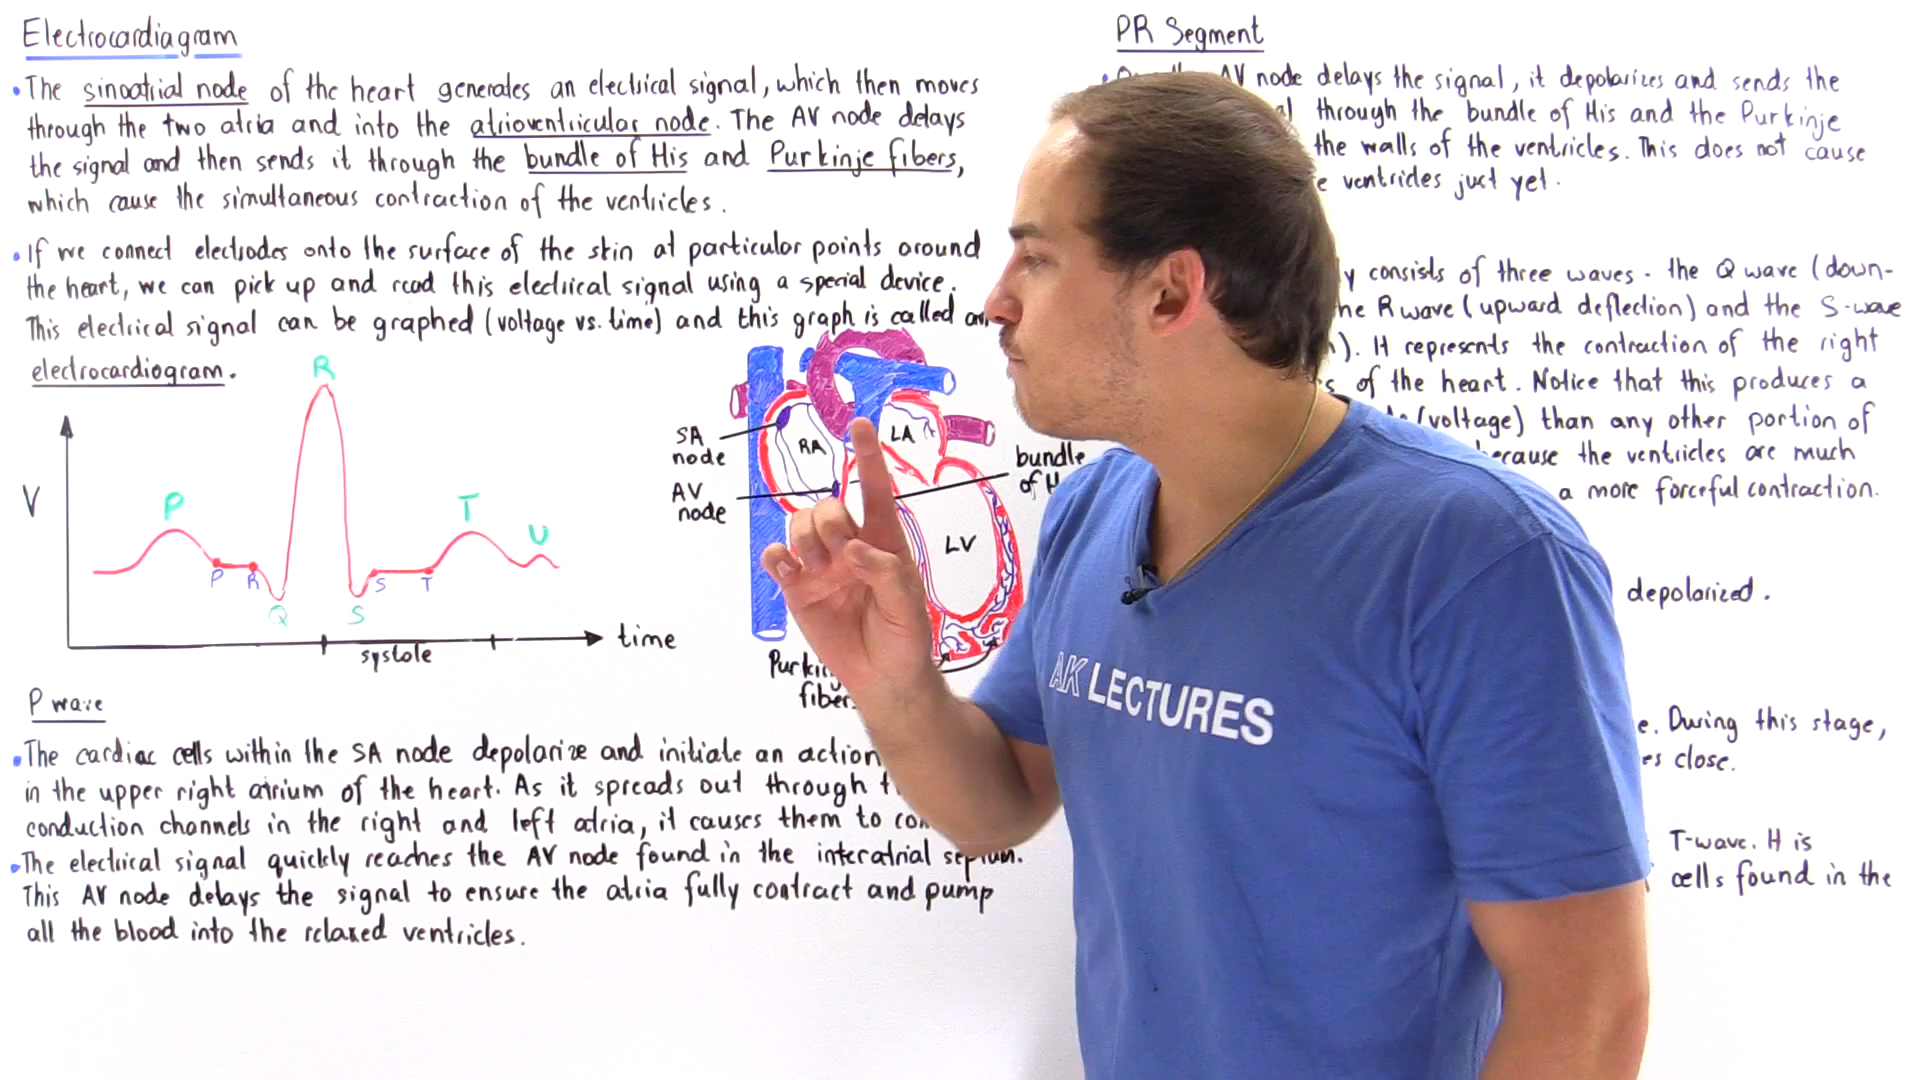 Electrocardiagram
• The sinoatrial node of the heart generates an electrical signal, which then moves
through the two atria and into the atrioventricular node. The AV node delays
the signal and then sends it through the bundle of His and Purkinje fibers,
which cause the simultaneous contraction of the ventricles.
• If we connect electrodes onto the surface of the skin at particular points around
the heart, we can pick up and read this electrical signal using a special device.
This electrical signal can be graphed (voltage vs. time) and this graph is called an
electrocardiogram.
R
V
P
T
U
P
R
S
T
Q
S
systole
time
SA
node
AV
node
RA
LA
LV
bundle
of
fibers
P wave
• The cardiac cells within the SA node depolarize and initiate an action
in the upper right atrium of the heart. As it spreads out through
conduction channels in the right and left atria, it causes them to
• The electrical signal quickly reaches the AV node found in the interatrial septum.
This AV node delays the signal to ensure the atria fully contract and pump
all the blood into the relaxed ventricles.
PR Segment
• AV node delays the signal, it depolarizes and sends the
through the bundle of His and the Purkinje
the walls of the ventricles. This does not cause
ventricles just yet.
consists of three waves - the Q wave (down-
R wave (upward deflection) and the S-wave
). It represents the contraction of the right
of the heart. Notice that this produces a
(voltage) than any other portion of
the ventricles are much
a more forceful contraction.
depolarized.
During this stage,
close.
T-wave. It is
cells found in the
AK LECTURES